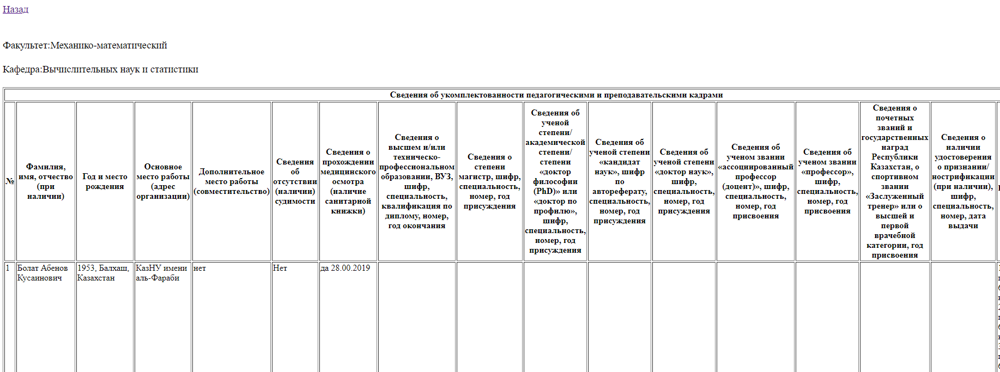 Назад
Факультет:Механико-математический
Кафедра:Вычислительных наук и статистики
Сведения об укомплектованности педагогическими и преподавательскими кадрами
№
Фамилия,
имя, отчество
(при
наличии)
Год и место
рождения
Основное
место работы
(адрес
организации)
Дополнительное
место работы
(совместительство)
Сведения
об
отсутствии
(наличии)
судимости
Сведения о
прохождении
медицинского
осмотра
(наличие
санитарной
книжки)
Сведения о
высшем и/или
техническо-
профессиональном
образовании, ВУЗ,
шифр,
специальность,
квалификация по
диплому, номер,
год окончания
Сведения о
степени
магистр, шифр,
специальность,
номер, год
присуждения
Сведения об
ученой
степени/
академической
степени/
степени
«доктор
философии
(PhD)» или
«доктор по
профилю»,
шифр,
специальность,
номер, год
присуждения
Сведения об
ученой степени
«кандидат
наук», шифр
по
автореферату,
специальность,
номер, год
присуждения
Сведения об
ученой степени
«доктор наук»,
шифр,
специальность,
номер, год
присуждения
Сведения об
ученом звании
«ассоциированный
профессор
(доцент)», шифр,
специальность,
номер, год
присвоения
Сведения об
ученом звании
«профессор»,
шифр,
специальность,
номер, год
присвоения
Сведения о
почетных
званий и
государственных
наград
Республики
Казахстан, о
спортивном
звании
«Заслуженный
тренер» или о
высшей и
первой
врачебной
категории, год
присвоения
Сведения о
наличии
удостоверения
о признании/
нострификации
(при наличии),
шифр,
специальность,
номер, дата
выдачи
1
Болат Абенов
Кусаинович
1953, Балхаш,
Казахстан
КазНУ имени
аль-Фараби
нет
Нет
да 28.00.2019